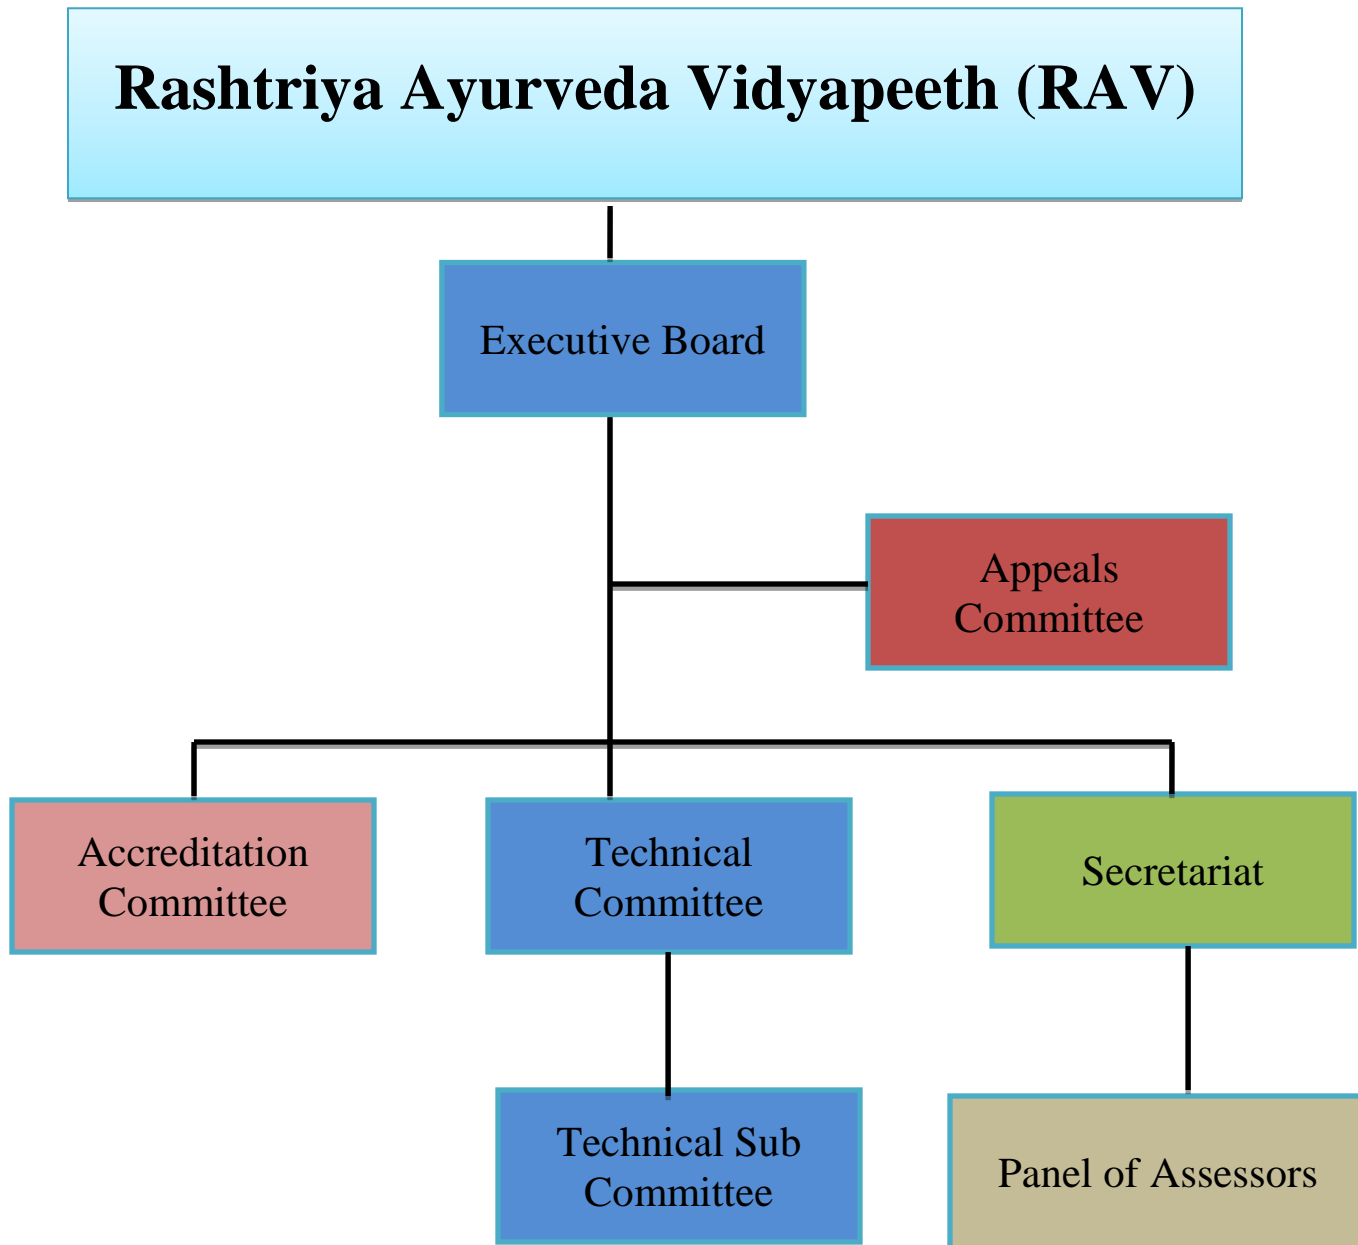 Rashtriya Ayurveda Vidyapeeth (RAV)
Executive Board
Appeals
Committee
Accreditation
Committee
Technical
Committee
Secretariat
Technical Sub
Committee
Panel of Assessors